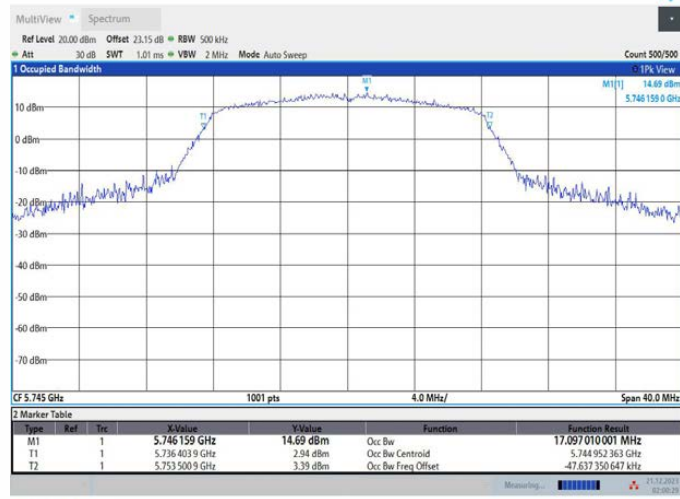 MultiView Spectrum
Ref Level 20.00 dBm Offset 23.15 dB RBW 500 kHz
Att 30 dB SWT 1.01 ms VBW 2 MHz Mode Auto Sweep Count 500/500
1 Occupied Bandwidth 1Pk View
M1[1] 14.69 dBm
5.746 159 0 GHz
M1
10 dBm
T1
T2
0 dBm
-10 dBm
-20 dBm
-30 dBm
-40 dBm
-50 dBm
-60 dBm
-70 dBm
CF 5.745 GHz 1001 pts 4.0 MHz/ Span 40.0 MHz
2 Marker Table
Type Ref Trc X-Value Y-Value Function Function Result
M1 1 5.746 159 GHz 14.69 dBm Occ Bw 17.097 010 001 MHz
T1 1 5.736 403 9 GHz 2.94 dBm Occ Bw Centroid 5.744 952 363 GHz
T2 1 5.753 500 9 GHz 3.39 dBm Occ Bw Freq Offset -47.637 350 647 kHz
Measuring... 21.12.2023
02:00:29